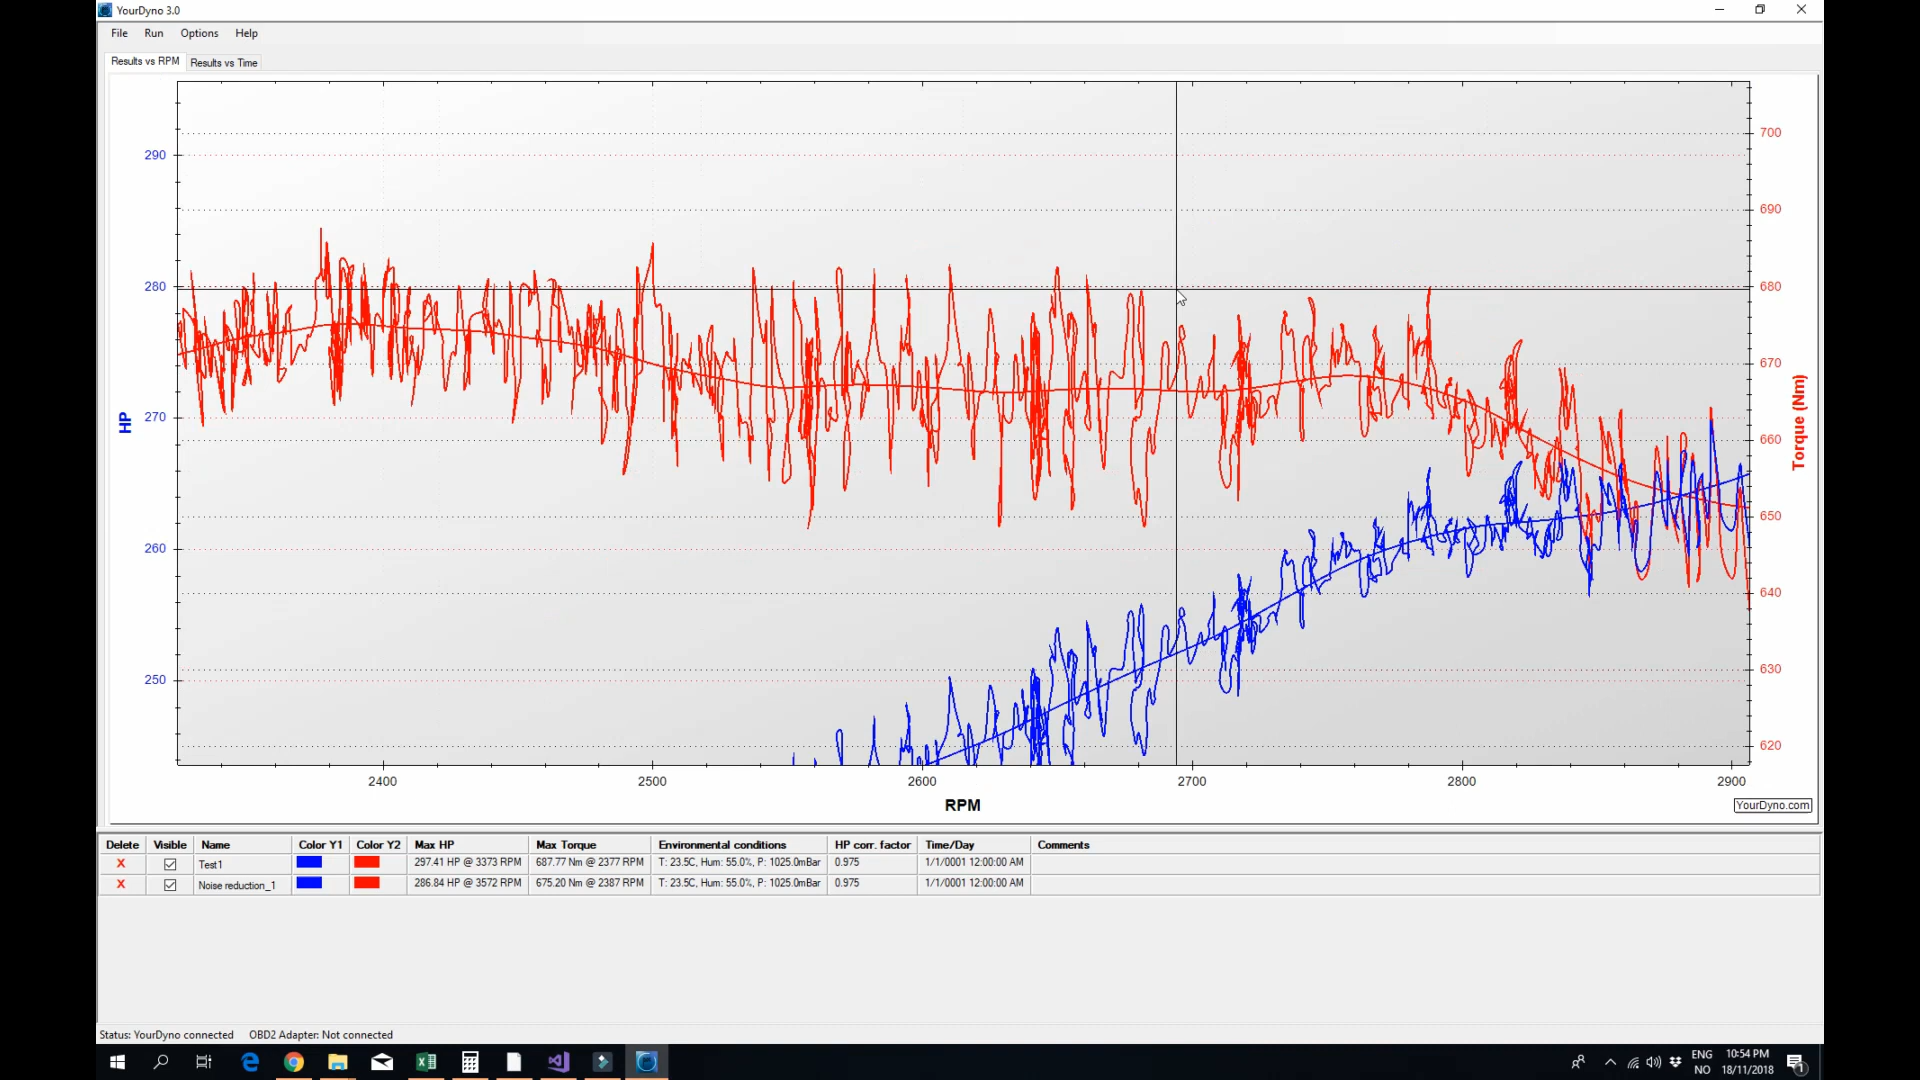 YourDyno 3.0
File Run Options Help
Results vs RPM Results vs Time
290
280
270
260
250
HP
700
690
680
670
660
650
640
630
620
Torque (Nm)
2400 2500 2600 2700 2800 2900
RPM
YourDyno.com
Delete Visible Name Color Y1 Color Y2 Max HP Max Torque Environmental conditions HP corr. factor Time/Day Comments
X Test1 297.41 HP @ 3373 RPM 687.77 Nm @ 2377 RPM T: 23.5C, Hum: 55.0%, P: 1025.0mBar 0.975 1/1/0001 12:00:00 AM
X Noise reduction_1 286.84 HP @ 3572 RPM 675.20 Nm @ 2387 RPM T: 23.5C, Hum: 55.0%, P: 1025.0mBar 0.975 1/1/0001 12:00:00 AM
Status: YourDyno connected OBD2 Adapter: Not connected
ENG 10:54 PM
NO 18/11/2018
1